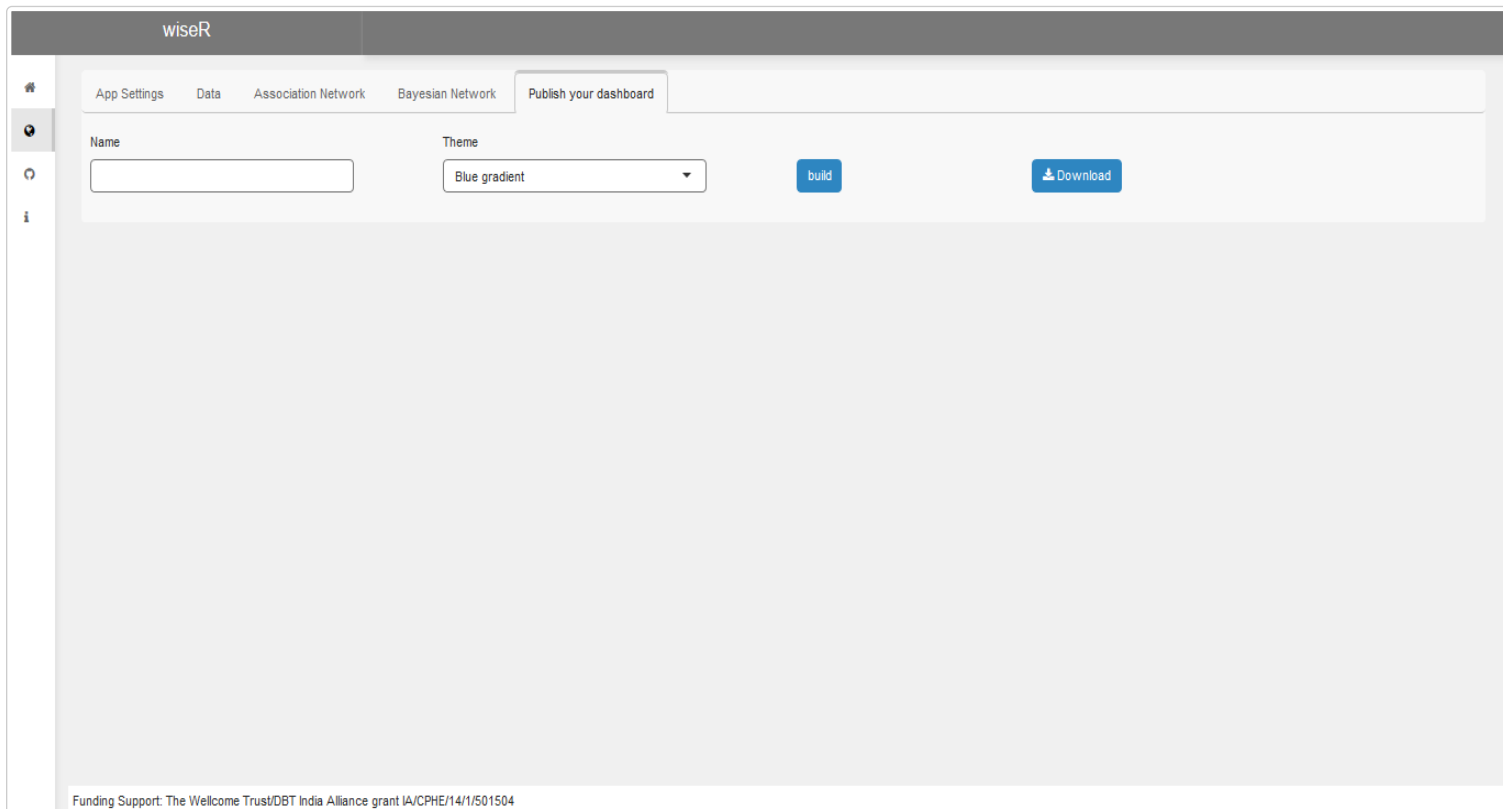 wiseR
App Settings Data Association Network Bayesian Network Publish your dashboard
Name Theme
Blue gradient build Download
Funding Support: The Wellcome Trust/DBT India Alliance grant IA/CPHE/14/1/501504